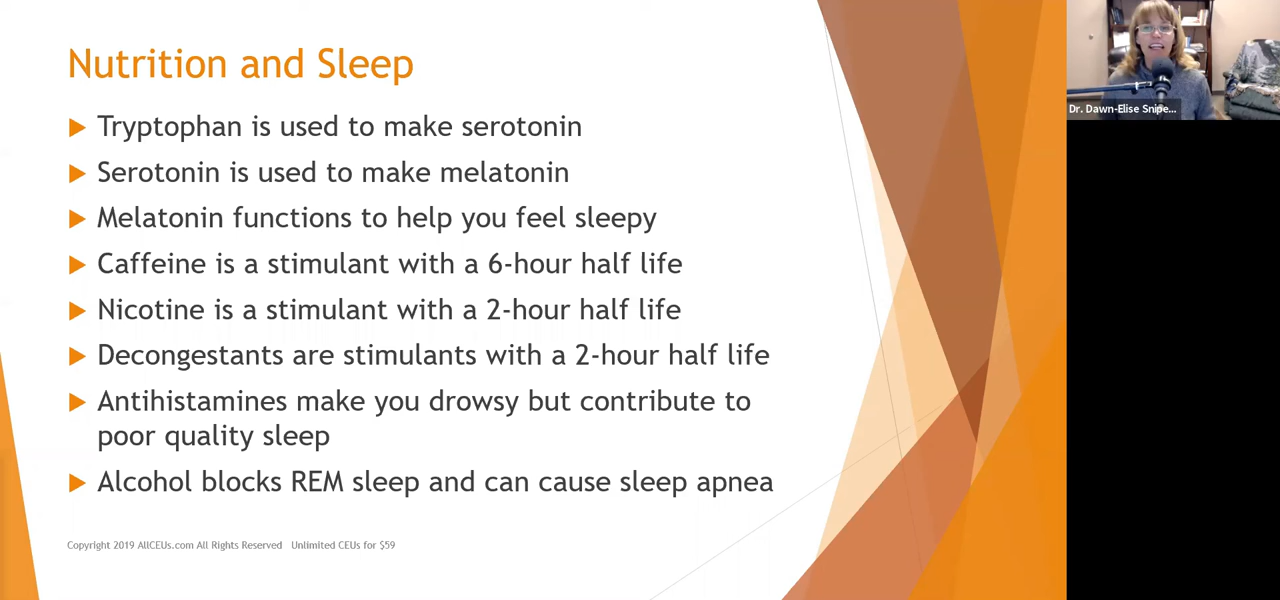 Nutrition and Sleep
Tryptophan is used to make serotonin
Serotonin is used to make melatonin
Melatonin functions to help you feel sleepy
Caffeine is a stimulant with a 6-hour half life
Nicotine is a stimulant with a 2-hour half life
Decongestants are stimulants with a 2-hour half life
Antihistamines make you drowsy but contribute to
poor quality sleep
Alcohol blocks REM sleep and can cause sleep apnea
Copyright 2019 AllCEUs.com All Rights Reserved Unlimited CEUs for $59
Dr. Dawn-Elise Snipe...